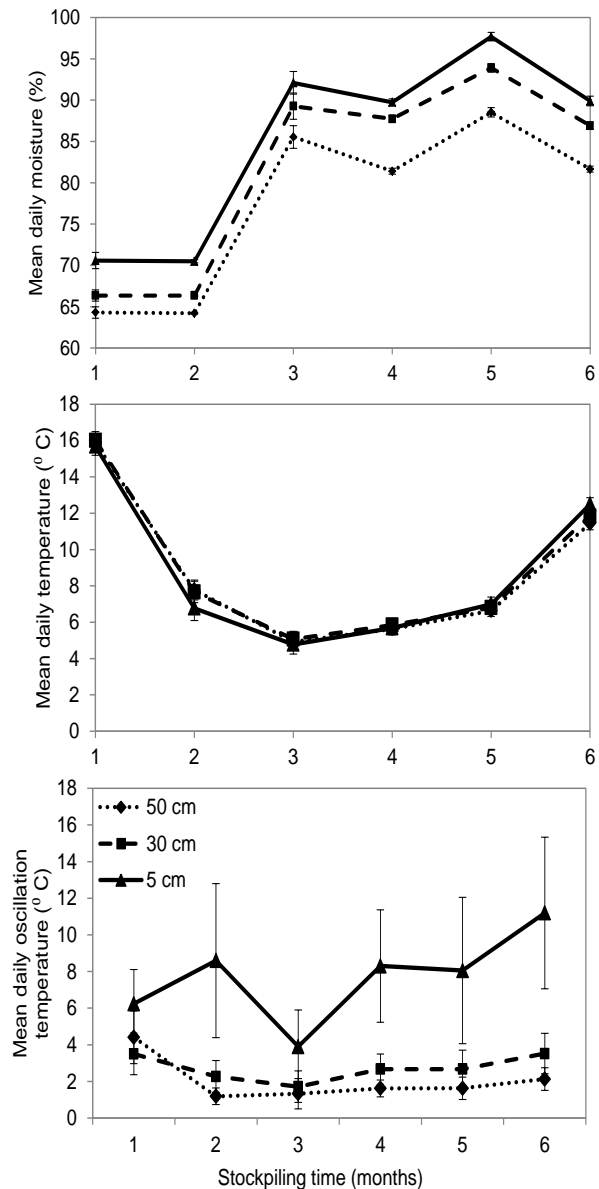 Mean daily moisture (%)
100
95
90
85
80
75
70
65
60
1 2 3 4 5 6
Mean daily temperature (⁰ C)
18
16
14
12
10
8
6
4
2
0
1 2 3 4 5 6
Mean daily oscillation
temperature (⁰ C)
18
16
14
12
10
8
6
4
2
0
50 cm
30 cm
5 cm
1 2 3 4 5 6
Stockpiling time (months)